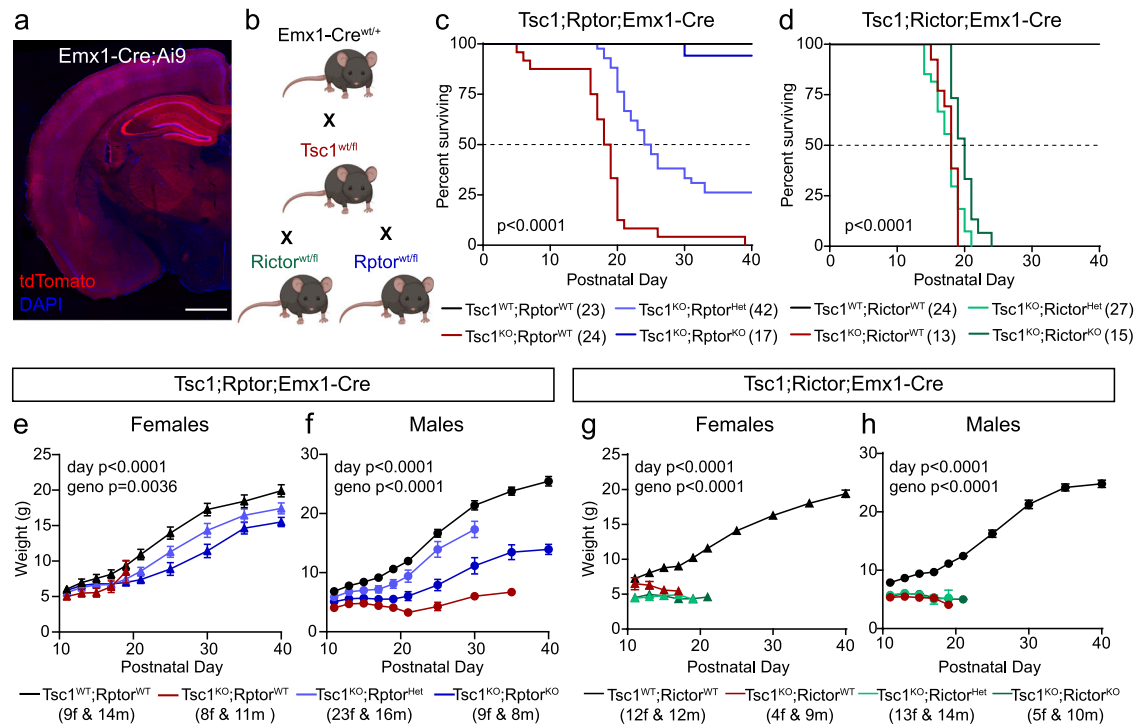 a
Emx1-Cre;Ai9
tdTomato
DAPI
b
Emx1-Cre^wt/+
X
Tsc1^wt/fl
X X
Rictor^wt/fl Rptor^wt/fl
c
Tsc1;Rptor;Emx1-Cre
Percent surviving
100
75
50
25
0
p<0.0001
0 10 20 30 40
Postnatal Day
Tsc1^WT;Rptor^WT (23) Tsc1^KO;Rptor^Het (42)
Tsc1^KO;Rptor^WT (24) Tsc1^KO;Rptor^KO (17)
d
Tsc1;Rictor;Emx1-Cre
Percent surviving
100
75
50
25
0
p<0.0001
0 10 20 30 40
Postnatal Day
Tsc1^WT;Rictor^WT (24) Tsc1^KO;Rictor^Het (27)
Tsc1^KO;Rictor^WT (13) Tsc1^KO;Rictor^KO (15)
Tsc1;Rptor;Emx1-Cre
e
Females
Weight (g)
25
20
15
10
5
0
day p<0.0001
geno p=0.0036
10 20 30 40
Postnatal Day
f
Males
30
20
10
0
day p<0.0001
geno p<0.0001
10 20 30 40
Postnatal Day
Tsc1^WT;Rptor^WT Tsc1^KO;Rptor^WT Tsc1^KO;Rptor^Het Tsc1^KO;Rptor^KO
(9f & 14m) (8f & 11m ) (23f & 16m) (9f & 8m)
Tsc1;Rictor;Emx1-Cre
g
Females
Weight (g)
25
20
15
10
5
0
day p<0.0001
geno p<0.0001
10 20 30 40
Postnatal Day
h
Males
30
20
10
0
day p<0.0001
geno p<0.0001
10 20 30 40
Postnatal Day
Tsc1^WT;Rictor^WT Tsc1^KO;Rictor^WT Tsc1^KO;Rictor^Het Tsc1^KO;Rictor^KO
(12f & 12m) (4f & 9m) (13f & 14m) (5f & 10m)